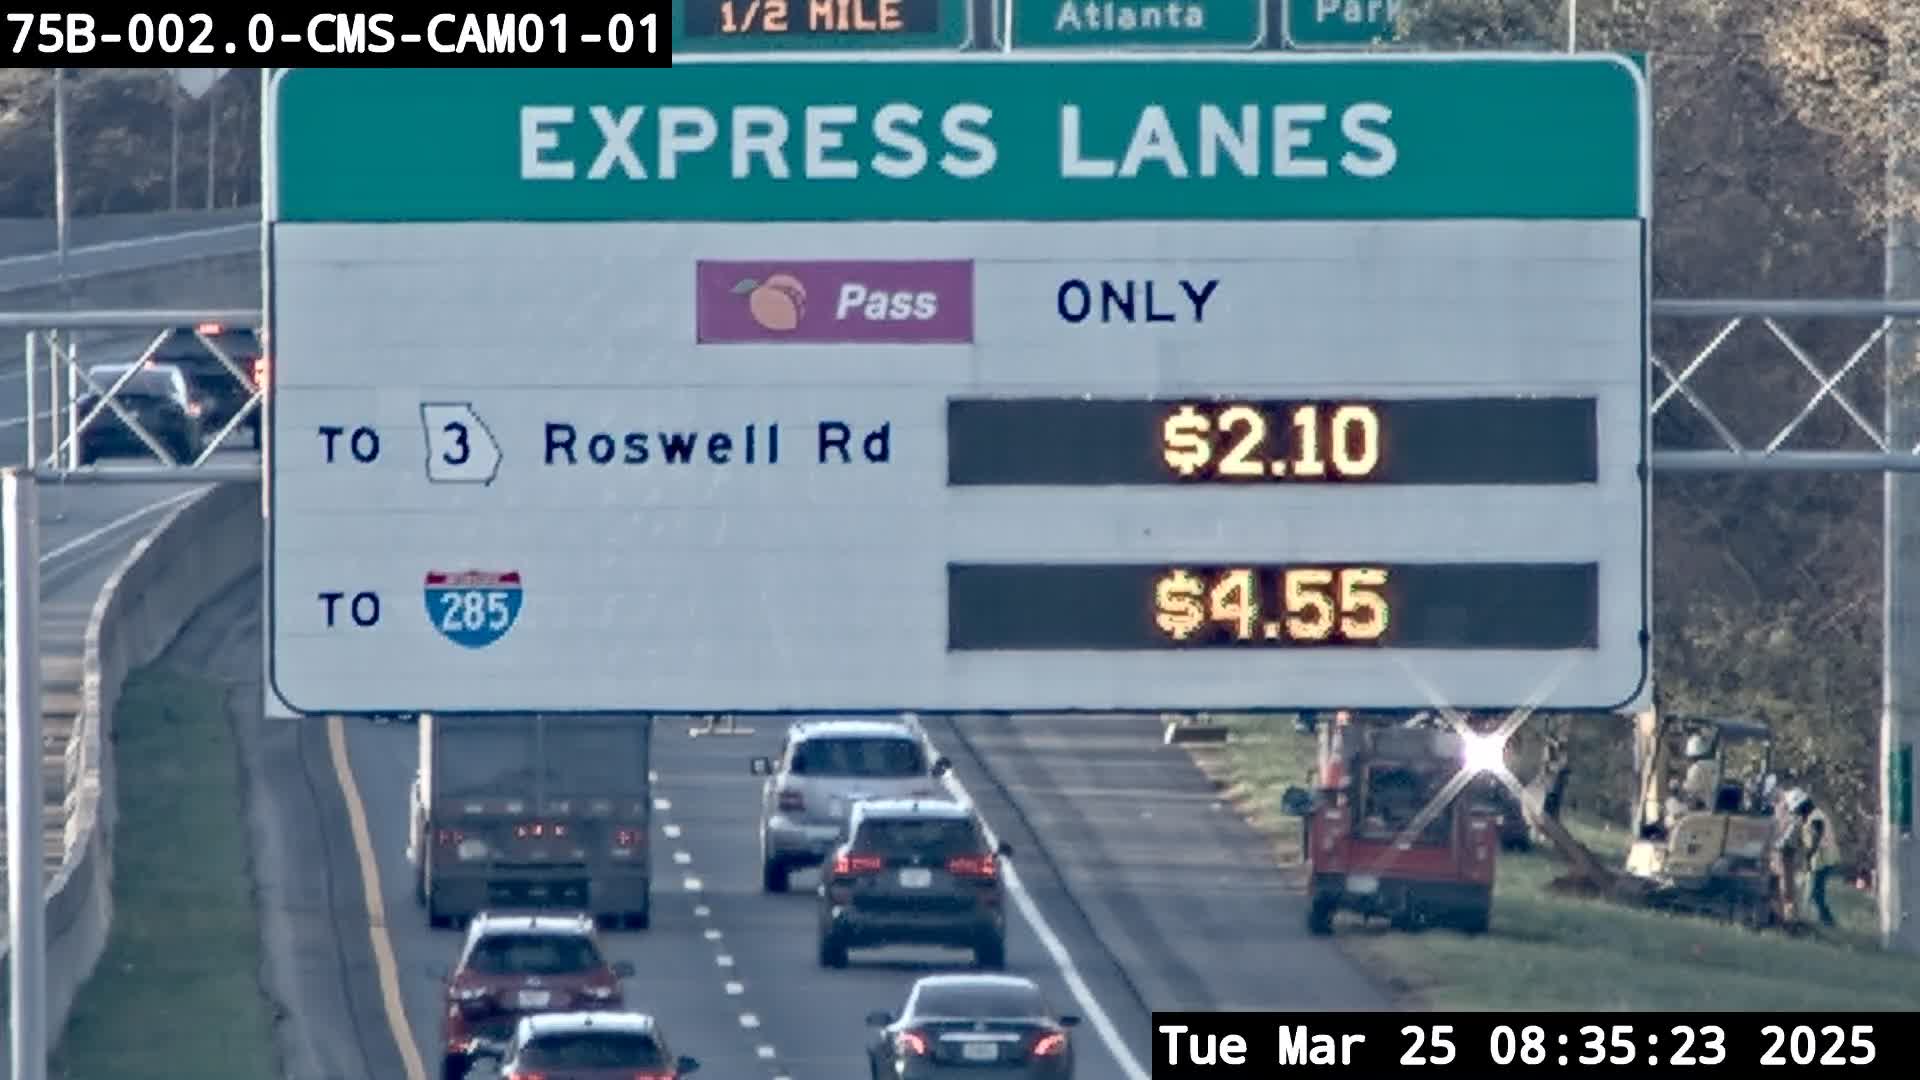 75B-002.0-CMS-CAM01-01
1/2 MILE
Atlanta
EXPRESS LANES
Pass ONLY
TO 3 Roswell Rd $2.10
TO 285 $4.55
Tue Mar 25 08:35:23 2025